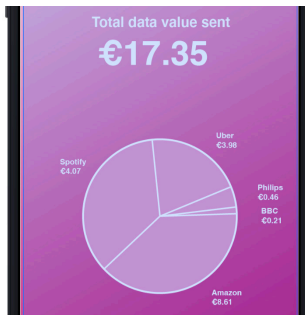 Total data value sent
€17.35
Uber
€3.98
Spotify
€4.07
Philips
€0.46
BBC
€0.21
Amazon
€8.61